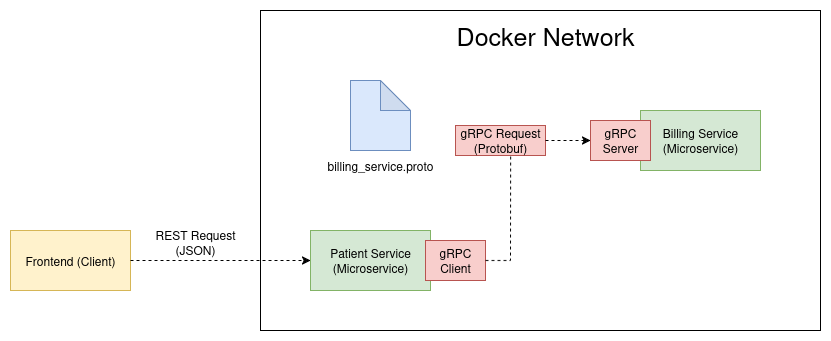 Docker Network
billing_service.proto
gRPC Request
(Protobuf)
gRPC
Server
Billing Service
(Microservice)
Frontend (Client)
REST Request
(JSON)
Patient Service
(Microservice)
gRPC
Client